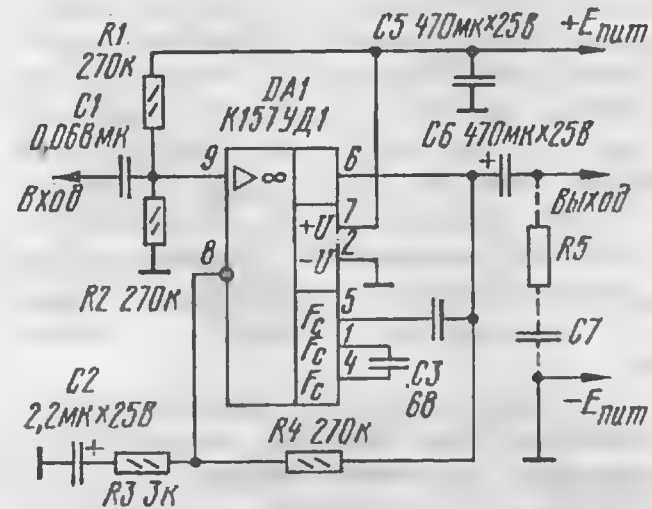 R1
270к
C1
0,068мк
DA1
К157УД1
C5 470мк×25В
+Eпит
C6 470мк×25В
Вход
9
▷∞
6
+
Выход
7
+U
2
-U
8
R5
R2 270к
5
Fc
1
Fc
4
Fc
C3
68
C7
C2
2,2мк×25В
+
R4 270к
-Eпит
R3 3к